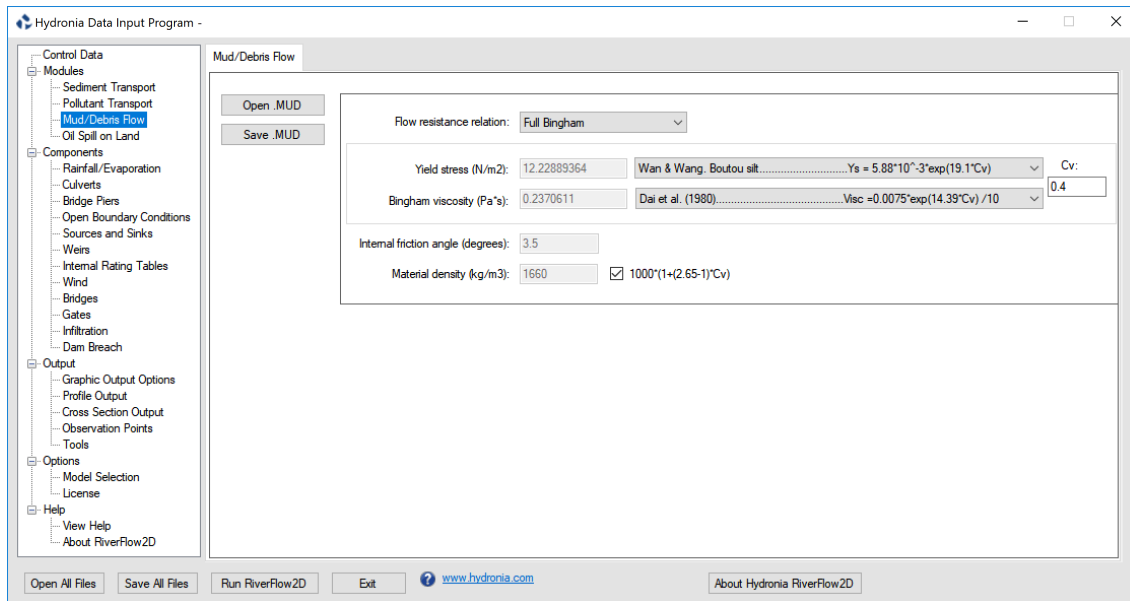 Hydronia Data Input Program -
Control Data
Modules
Sediment Transport
Pollutant Transport
Mud/Debris Flow
Oil Spill on Land
Components
Rainfall/Evaporation
Culverts
Bridge Piers
Open Boundary Conditions
Sources and Sinks
Weirs
Internal Rating Tables
Wind
Bridges
Gates
Infiltration
Dam Breach
Output
Graphic Output Options
Profile Output
Cross Section Output
Observation Points
Tools
Options
Model Selection
License
Help
View Help
About RiverFlow2D
Mud/Debris Flow
Open .MUD
Save .MUD
Flow resistance relation: Full Bingham
Yield stress (N/m2): 12.22889364 Wan & Wang. Boutou silt............................Ys = 5.88*10^-3*exp(19.1*Cv) Cv:
0.4
Bingham viscosity (Pa*s): 0.2370611 Dai et al. (1980)........................................Visc =0.0075*exp(14.39*Cv) /10
Internal friction angle (degrees): 3.5
Material density (kg/m3): 1660 1000*(1+(2.65-1)*Cv)
Open All Files Save All Files Run RiverFlow2D Exit ? www.hydronia.com About Hydronia RiverFlow2D